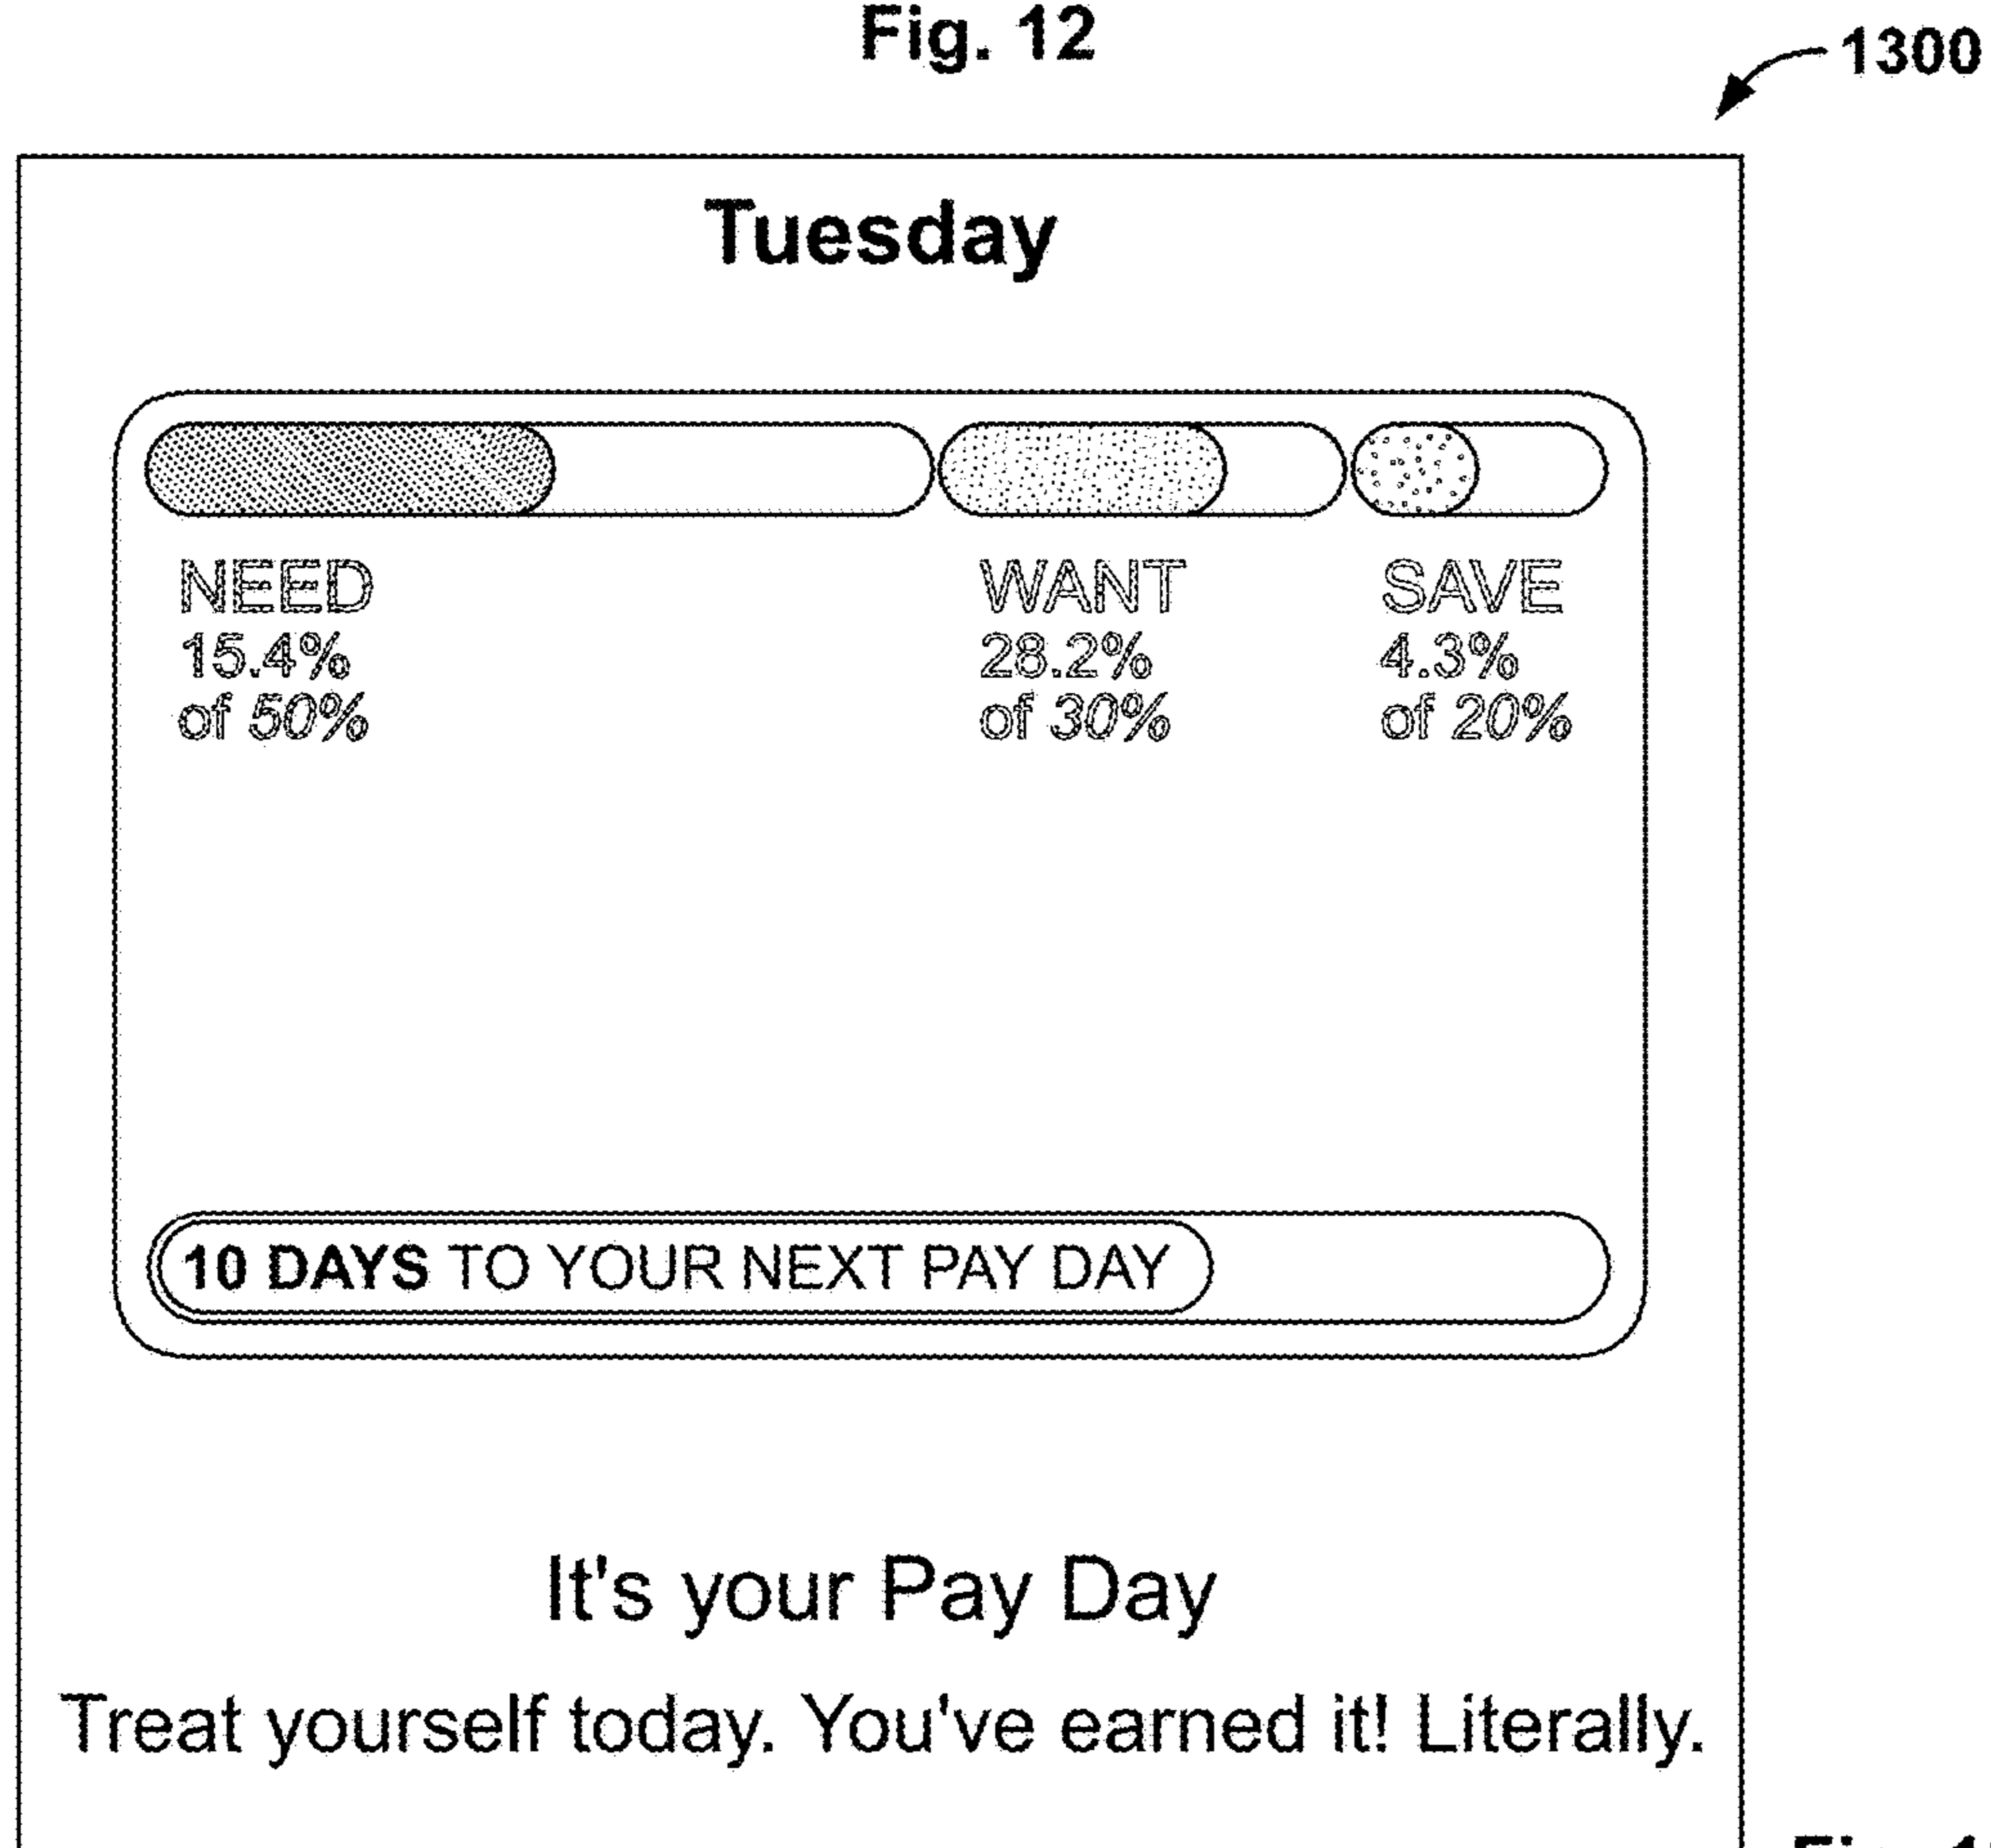 Fig. 12
1300
Tuesday
NEED
15.4%
of 50%
WANT
28.2%
of 30%
SAVE
4.3%
of 20%
10 DAYS TO YOUR NEXT PAY DAY
It's your Pay Day
Treat yourself today. You've earned it! Literally.